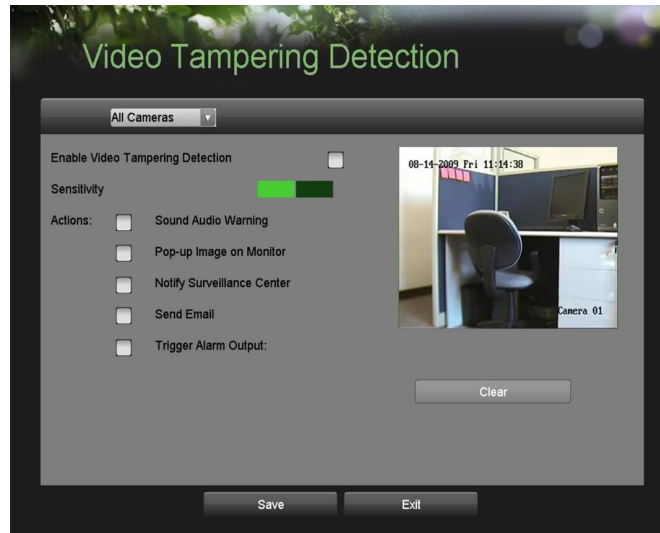 Video Tampering Detection
All Cameras
Enable Video Tampering Detection
Sensitivity
Actions: Sound Audio Warning
Pop-up Image on Monitor
Notify Surveillance Center
Send Email
Trigger Alarm Output:
08-14-2009 Fri 11:14:38
Camera 01
Clear
Save Exit